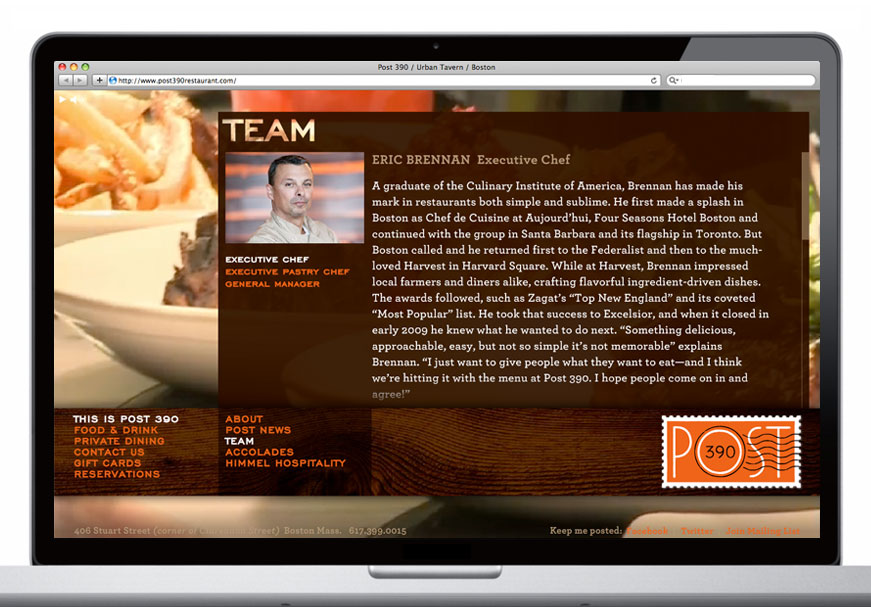 Post 390 / Urban Tavern / Boston
http://www.post390restaurant.com/
TEAM
ERIC BRENNAN Executive Chef
A graduate of the Culinary Institute of America, Brennan has made his
mark in restaurants both simple and sublime. He first made a splash in
Boston as Chef de Cuisine at Aujourd'hui, Four Seasons Hotel Boston and
continued with the group in Santa Barbara and its flagship in Toronto. But
Boston called and he returned first to the Federalist and then to the much-
loved Harvest in Harvard Square. While at Harvest, Brennan impressed
local farmers and diners alike, crafting flavorful ingredient-driven dishes.
The awards followed, such as Zagat's “Top New England” and its coveted
“Most Popular” list. He took that success to Excelsior, and when it closed in
early 2009 he knew what he wanted to do next. “Something delicious,
approachable, easy, but not so simple it's not memorable” explains
Brennan. “I just want to give people what they want to eat—and I think
we're hitting it with the menu at Post 390. I hope people come on in and
agree!”
EXECUTIVE CHEF
EXECUTIVE PASTRY CHEF
GENERAL MANAGER
THIS IS POST 390
FOOD & DRINK
PRIVATE DINING
CONTACT US
GIFT CARDS
RESERVATIONS
ABOUT
POST NEWS
TEAM
ACCOLADES
HIMMEL HOSPITALITY
POST
390
406 Stuart Street (corner of Clarendon Street) Boston Mass. 617.399.0015
Keep me posted: Facebook Twitter Join Mailing List